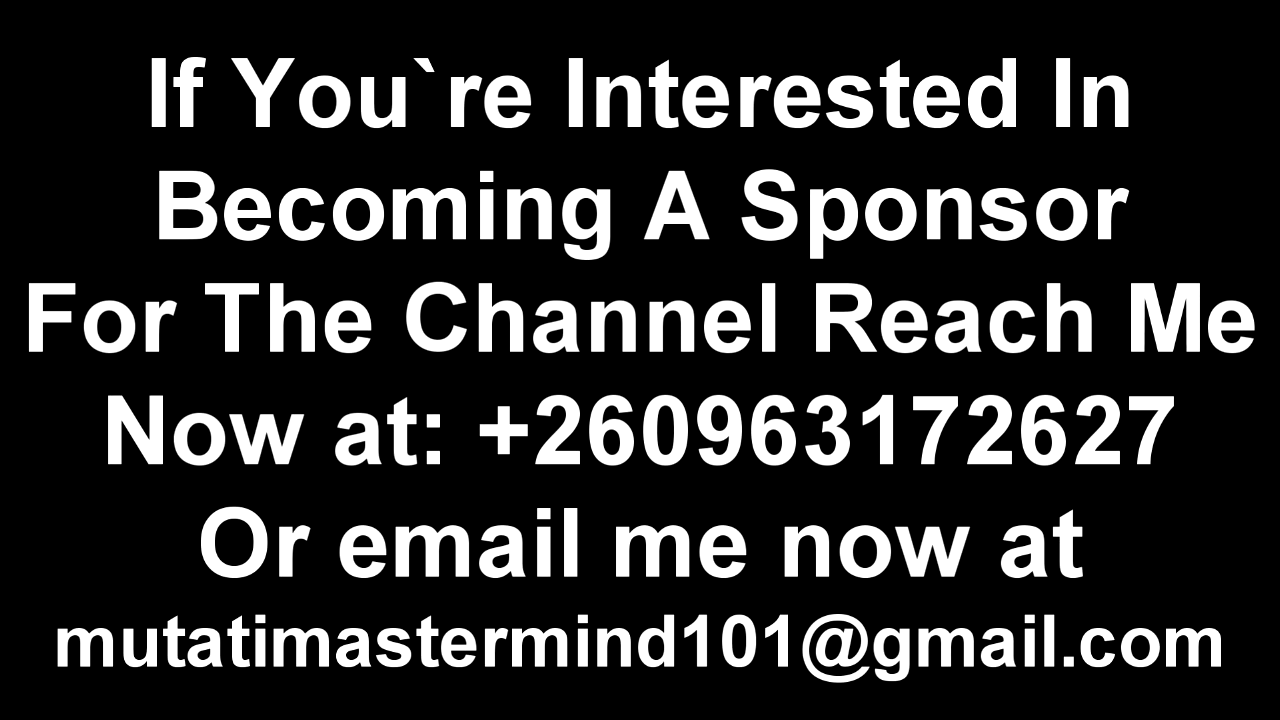 If You`re Interested In
Becoming A Sponsor
For The Channel Reach Me
Now at: +260963172627
Or email me now at
mutatimastermind101@gmail.com